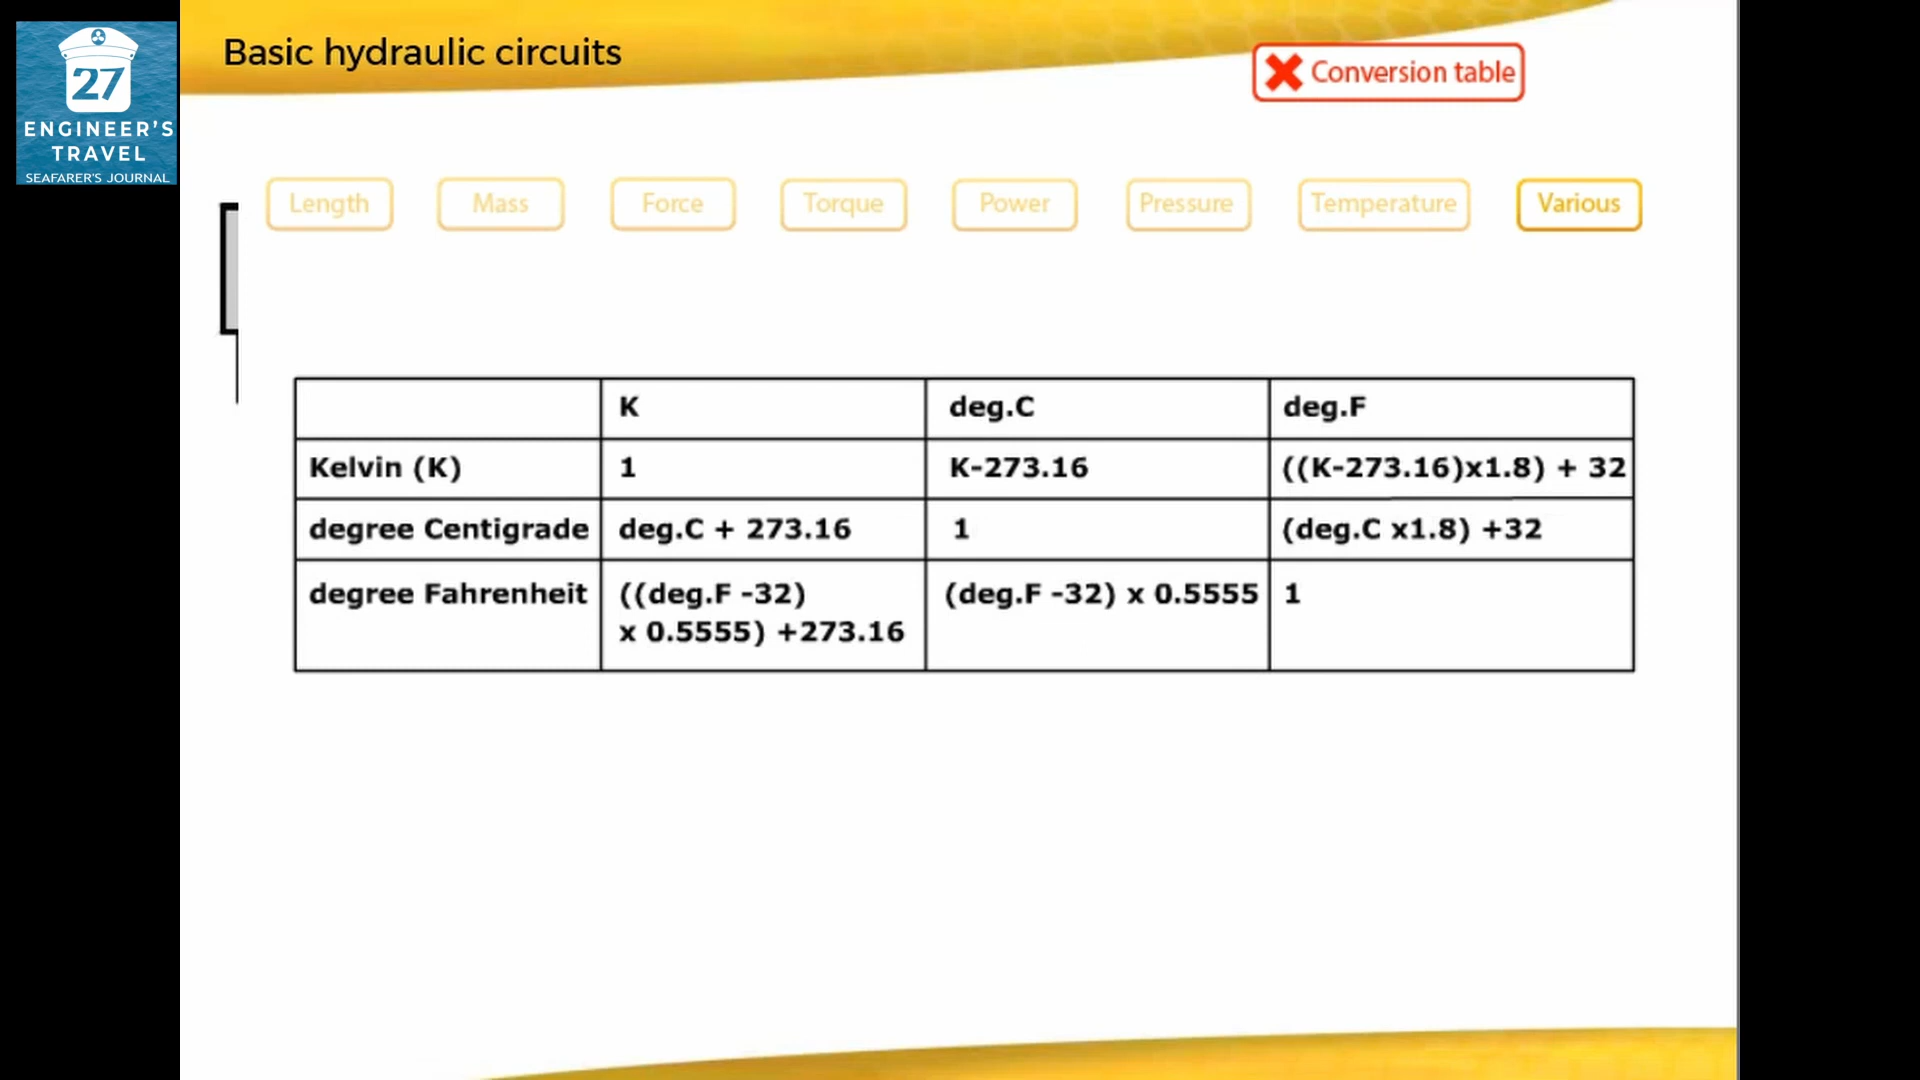 27
ENGINEER'S
TRAVEL
SEAFARER'S JOURNAL
Basic hydraulic circuits
Conversion table
Length Mass Force Torque Power Pressure Temperature Various
K deg.C deg.F
Kelvin (K) 1 K-273.16 ((K-273.16)x1.8) + 32
degree Centigrade deg.C + 273.16 1 (deg.C x1.8) +32
degree Fahrenheit ((deg.F -32) (deg.F -32) x 0.5555 1
x 0.5555) +273.16